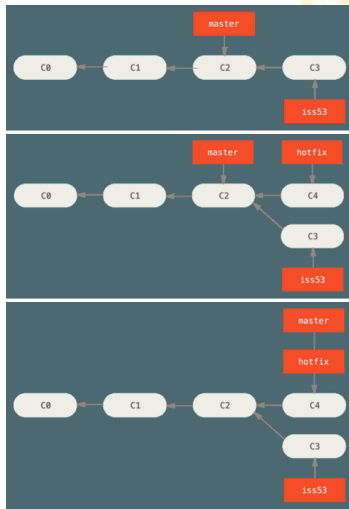 master
C0 C1 C2 C3
iss53
master hotfix
C0 C1 C2 C4
C3
iss53
master
hotfix
C0 C1 C2 C4
C3
iss53